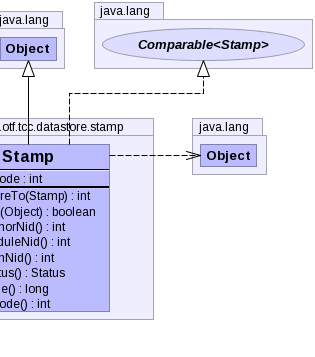 java.lang
Object
java.lang
Comparable<Stamp>
.otf.tcc.datastore.stamp
Stamp
ode : int
reTo(Stamp) : int
(Object) : boolean
norNid() : int
duleNid() : int
nNid() : int
tus() : Status
e() : long
ode() : int
java.lang
Object